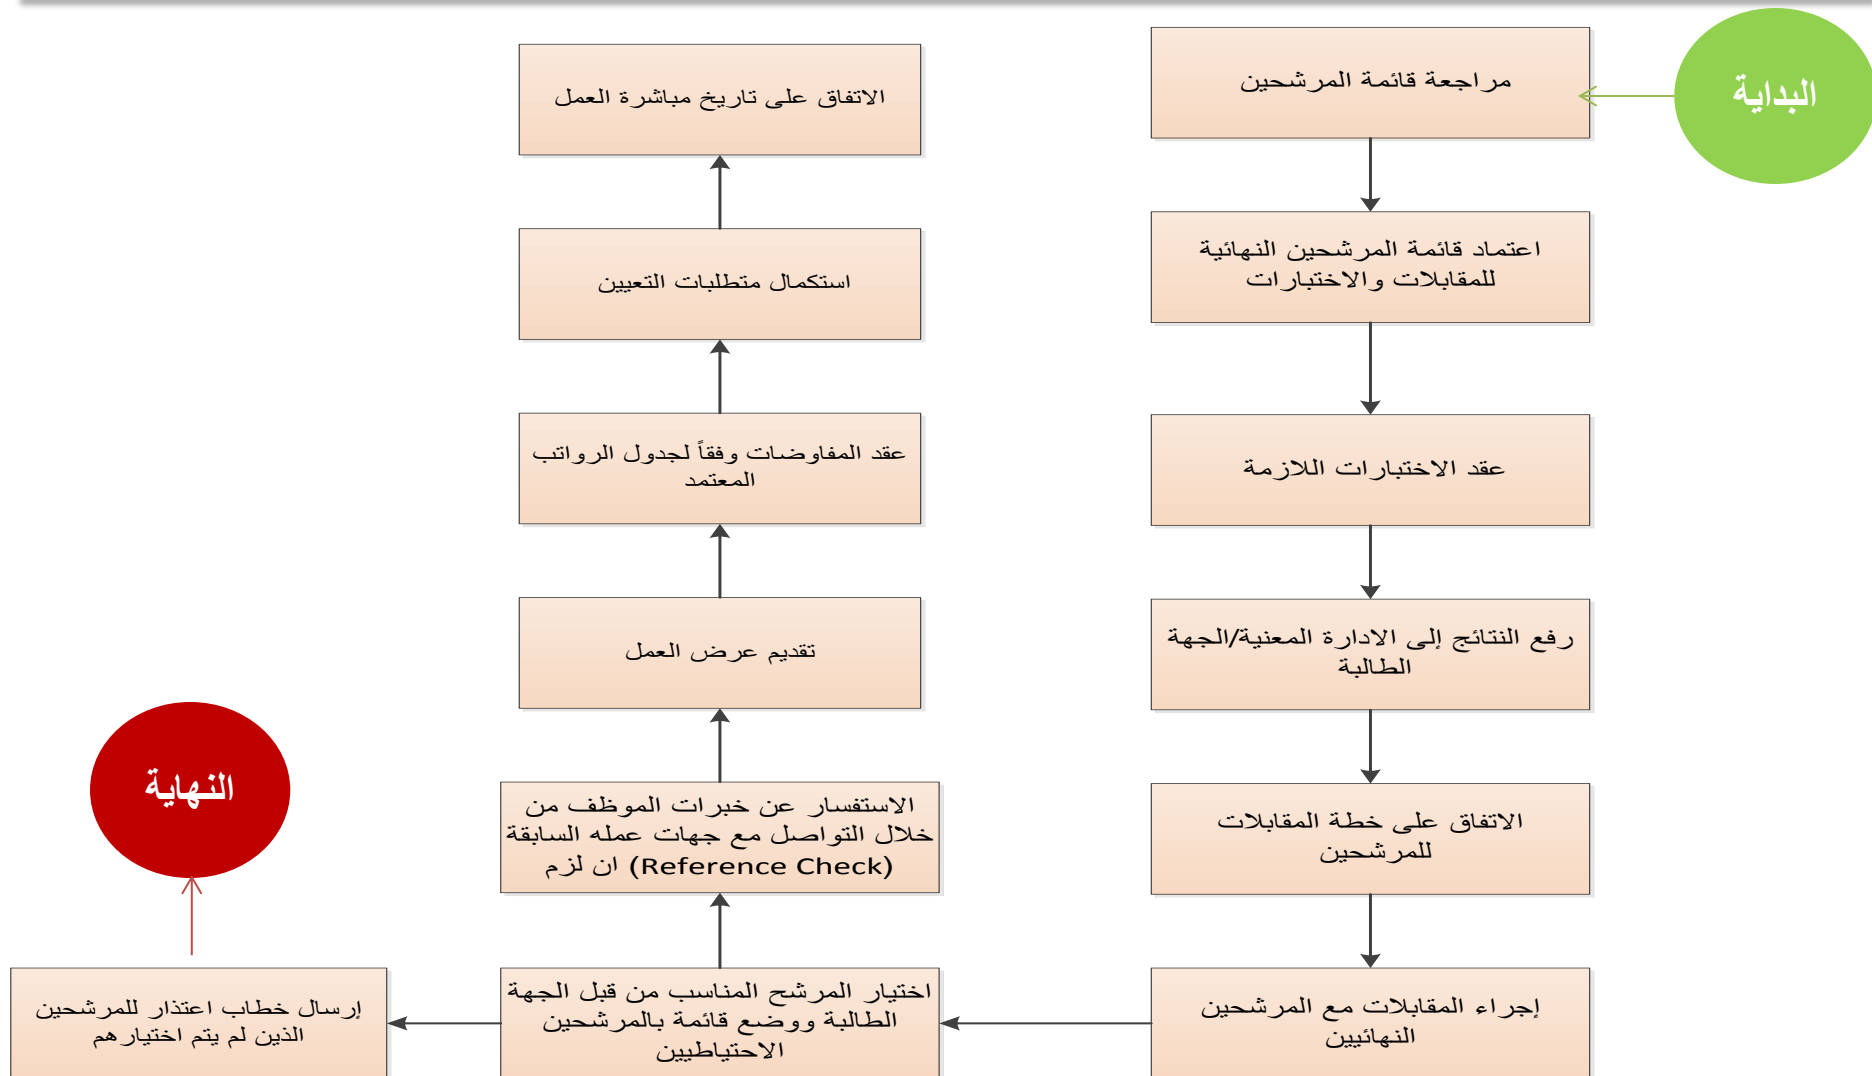 البداية
مراجعة قائمة المرشحين
اعتماد قائمة المرشحين النهائية
للمقابلات والاختبارات
عقد الاختبارات اللازمة
رفع النتائج إلى الادارة المعنية/الجهة
الطالبة
الاتفاق على خطة المقابلات
للمرشحين
إجراء المقابلات مع المرشحين
النهائيين
اختيار المرشح المناسب من قبل الجهة
الطالبة ووضع قائمة بالمرشحين
الاحتياطيين
الاستفسار عن خبرات الموظف من
خلال التواصل مع جهات عمله السابقة
(Reference Check) ان لزم
تقديم عرض العمل
عقد المفاوضات وفقاً لجدول الرواتب
المعتمد
استكمال متطلبات التعيين
الاتفاق على تاريخ مباشرة العمل
إرسال خطاب اعتذار للمرشحين
الذين لم يتم اختيارهم
النهاية